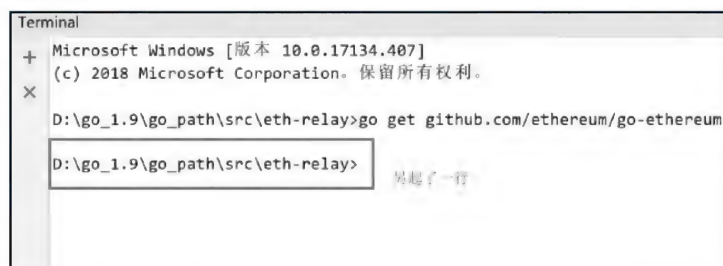 Terminal
Microsoft Windows [版本 10.0.17134.407]
(c) 2018 Microsoft Corporation。保留所有权利。
D:\go_1.9\go_path\src\eth-relay>go get github.com/ethereum/go-ethereum
D:\go_1.9\go_path\src\eth-relay>
另起了一行